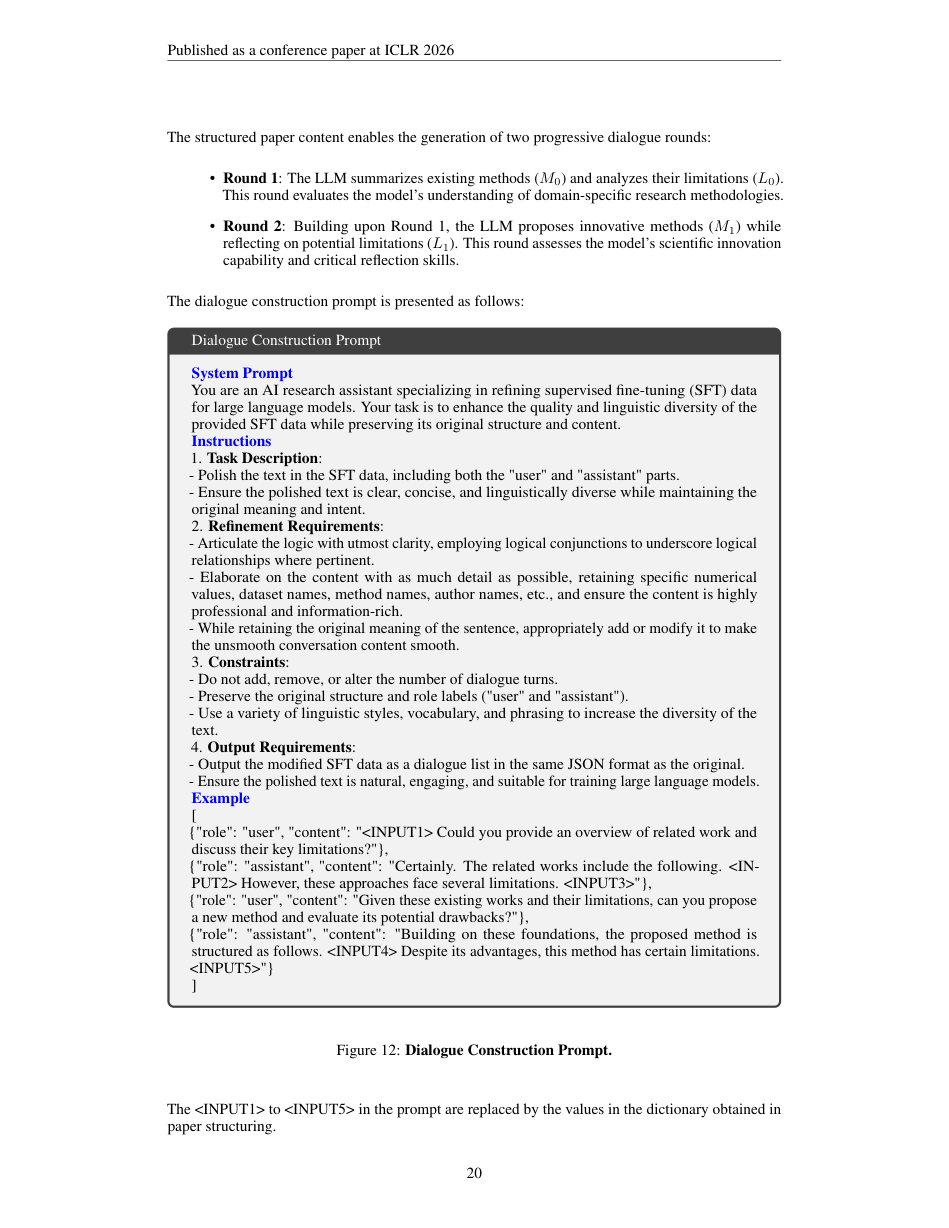 Published as a conference paper at ICLR 2026
The structured paper content enables the generation of two progressive dialogue rounds:
• Round 1: The LLM summarizes existing methods (M0) and analyzes their limitations (L0).
This round evaluates the model's understanding of domain-specific research methodologies.
• Round 2: Building upon Round 1, the LLM proposes innovative methods (M1) while
reflecting on potential limitations (L1). This round assesses the model's scientific innovation
capability and critical reflection skills.
The dialogue construction prompt is presented as follows:
Dialogue Construction Prompt
System Prompt
You are an AI research assistant specializing in refining supervised fine-tuning (SFT) data
for large language models. Your task is to enhance the quality and linguistic diversity of the
provided SFT data while preserving its original structure and content.
Instructions
1. Task Description:
- Polish the text in the SFT data, including both the "user" and "assistant" parts.
- Ensure the polished text is clear, concise, and linguistically diverse while maintaining the
original meaning and intent.
2. Refinement Requirements:
- Articulate the logic with utmost clarity, employing logical conjunctions to underscore logical
relationships where pertinent.
- Elaborate on the content with as much detail as possible, retaining specific numerical
values, dataset names, method names, author names, etc., and ensure the content is highly
professional and information-rich.
- While retaining the original meaning of the sentence, appropriately add or modify it to make
the unsmooth conversation content smooth.
3. Constraints:
- Do not add, remove, or alter the number of dialogue turns.
- Preserve the original structure and role labels ("user" and "assistant").
- Use a variety of linguistic styles, vocabulary, and phrasing to increase the diversity of the
text.
4. Output Requirements:
- Output the modified SFT data as a dialogue list in the same JSON format as the original.
- Ensure the polished text is natural, engaging, and suitable for training large language models.
Example
[
{"role": "user", "content": "<INPUT1> Could you provide an overview of related work and
discuss their key limitations?"},
{"role": "assistant", "content": "Certainly. The related works include the following. <IN-
PUT2> However, these approaches face several limitations. <INPUT3>"},
{"role": "user", "content": "Given these existing works and their limitations, can you propose
a new method and evaluate its potential drawbacks?"},
{"role": "assistant", "content": "Building on these foundations, the proposed method is
structured as follows. <INPUT4> Despite its advantages, this method has certain limitations.
<INPUT5>"}
]
Figure 12: Dialogue Construction Prompt.
The <INPUT1> to <INPUT5> in the prompt are replaced by the values in the dictionary obtained in
paper structuring.
20